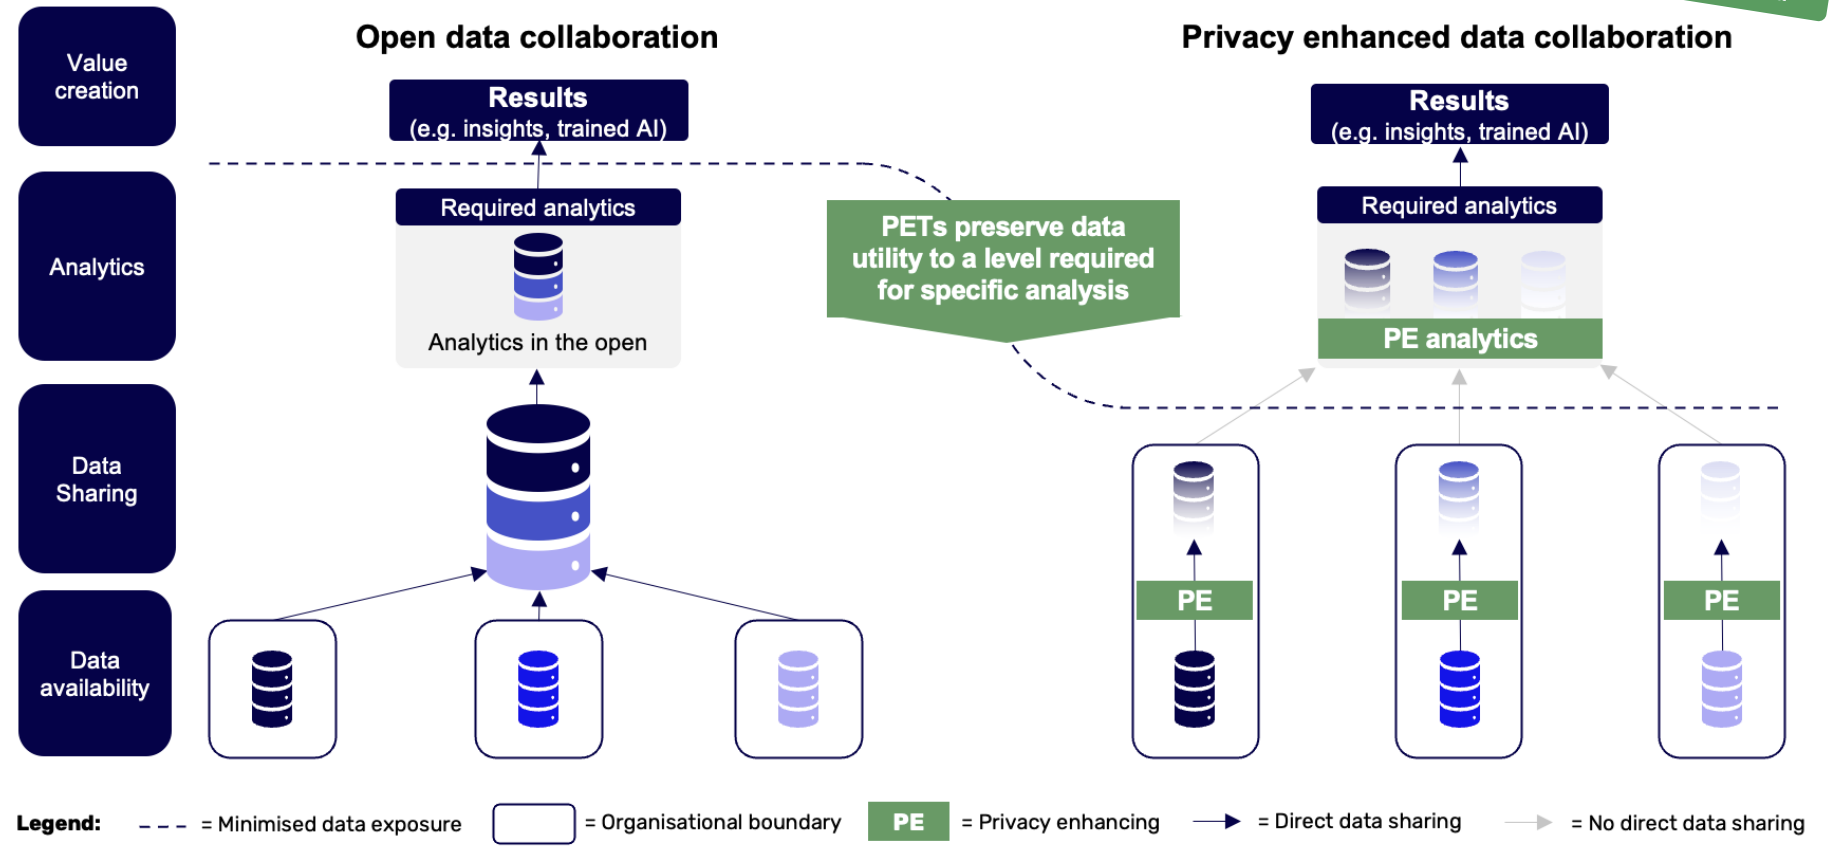 Open data collaboration
Privacy enhanced data collaboration
Value
creation
Results
(e.g. insights, trained AI)
Results
(e.g. insights, trained AI)
Analytics
Required analytics
Analytics in the open
PETs preserve data
utility to a level required
for specific analysis
Required analytics
PE analytics
Data
Sharing
PE
PE
PE
Data
availability
Legend:
= Minimised data exposure
= Organisational boundary
PE
= Privacy enhancing
= Direct data sharing
= No direct data sharing